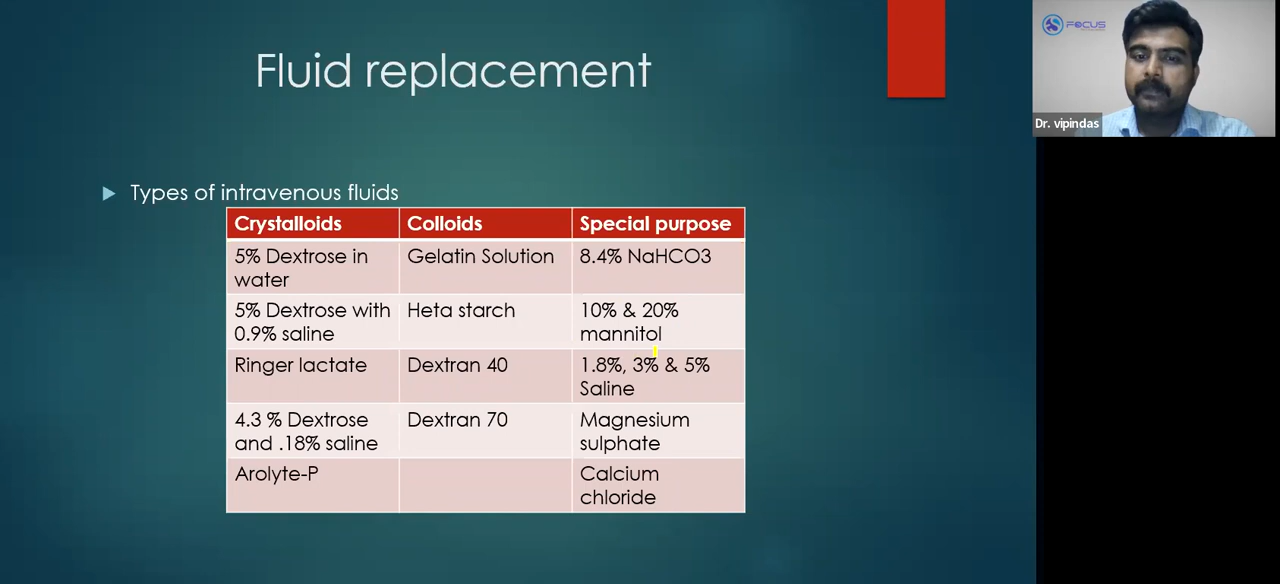 Fluid replacement
FOCUS
Dr. vipindas
Types of intravenous fluids
Crystalloids Colloids Special purpose
5% Dextrose in Gelatin Solution 8.4% NaHCO3
water
5% Dextrose with Heta starch 10% & 20%
0.9% saline mannitol
Ringer lactate Dextran 40 1.8%, 3% & 5%
Saline
4.3 % Dextrose Dextran 70 Magnesium
and .18% saline sulphate
Arolyte-P Calcium
chloride